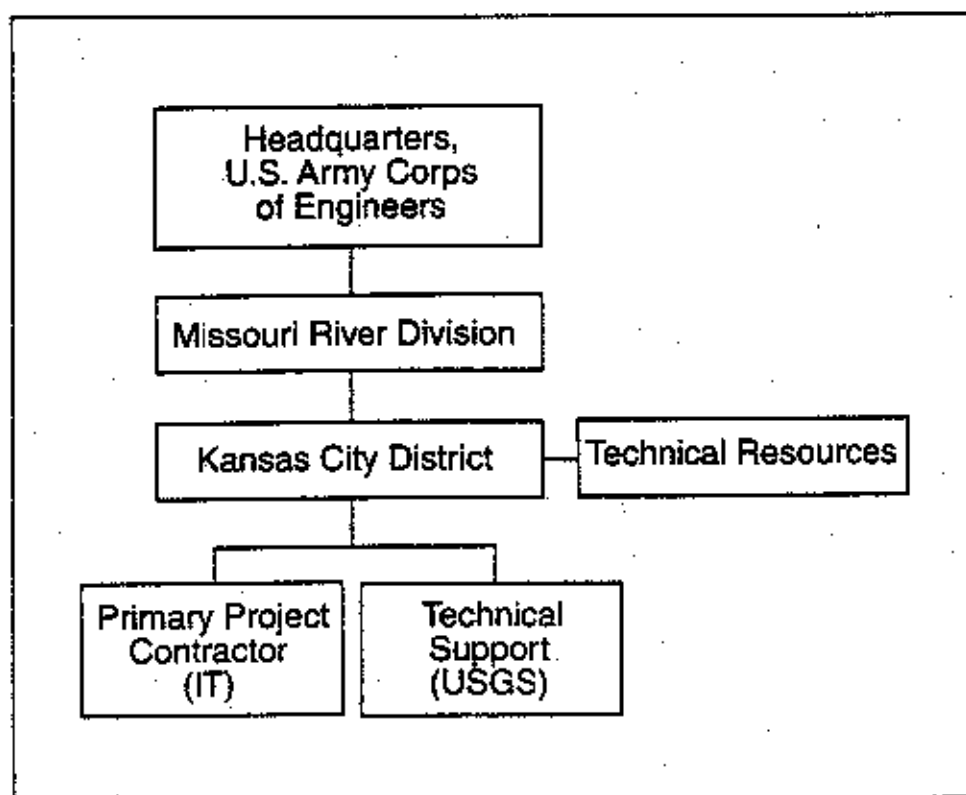 Headquarters,
U.S. Army Corps
of Engineers
Missouri River Division
Kansas City District
Technical Resources
Primary Project
Contractor
(IT)
Technical
Support
(USGS)